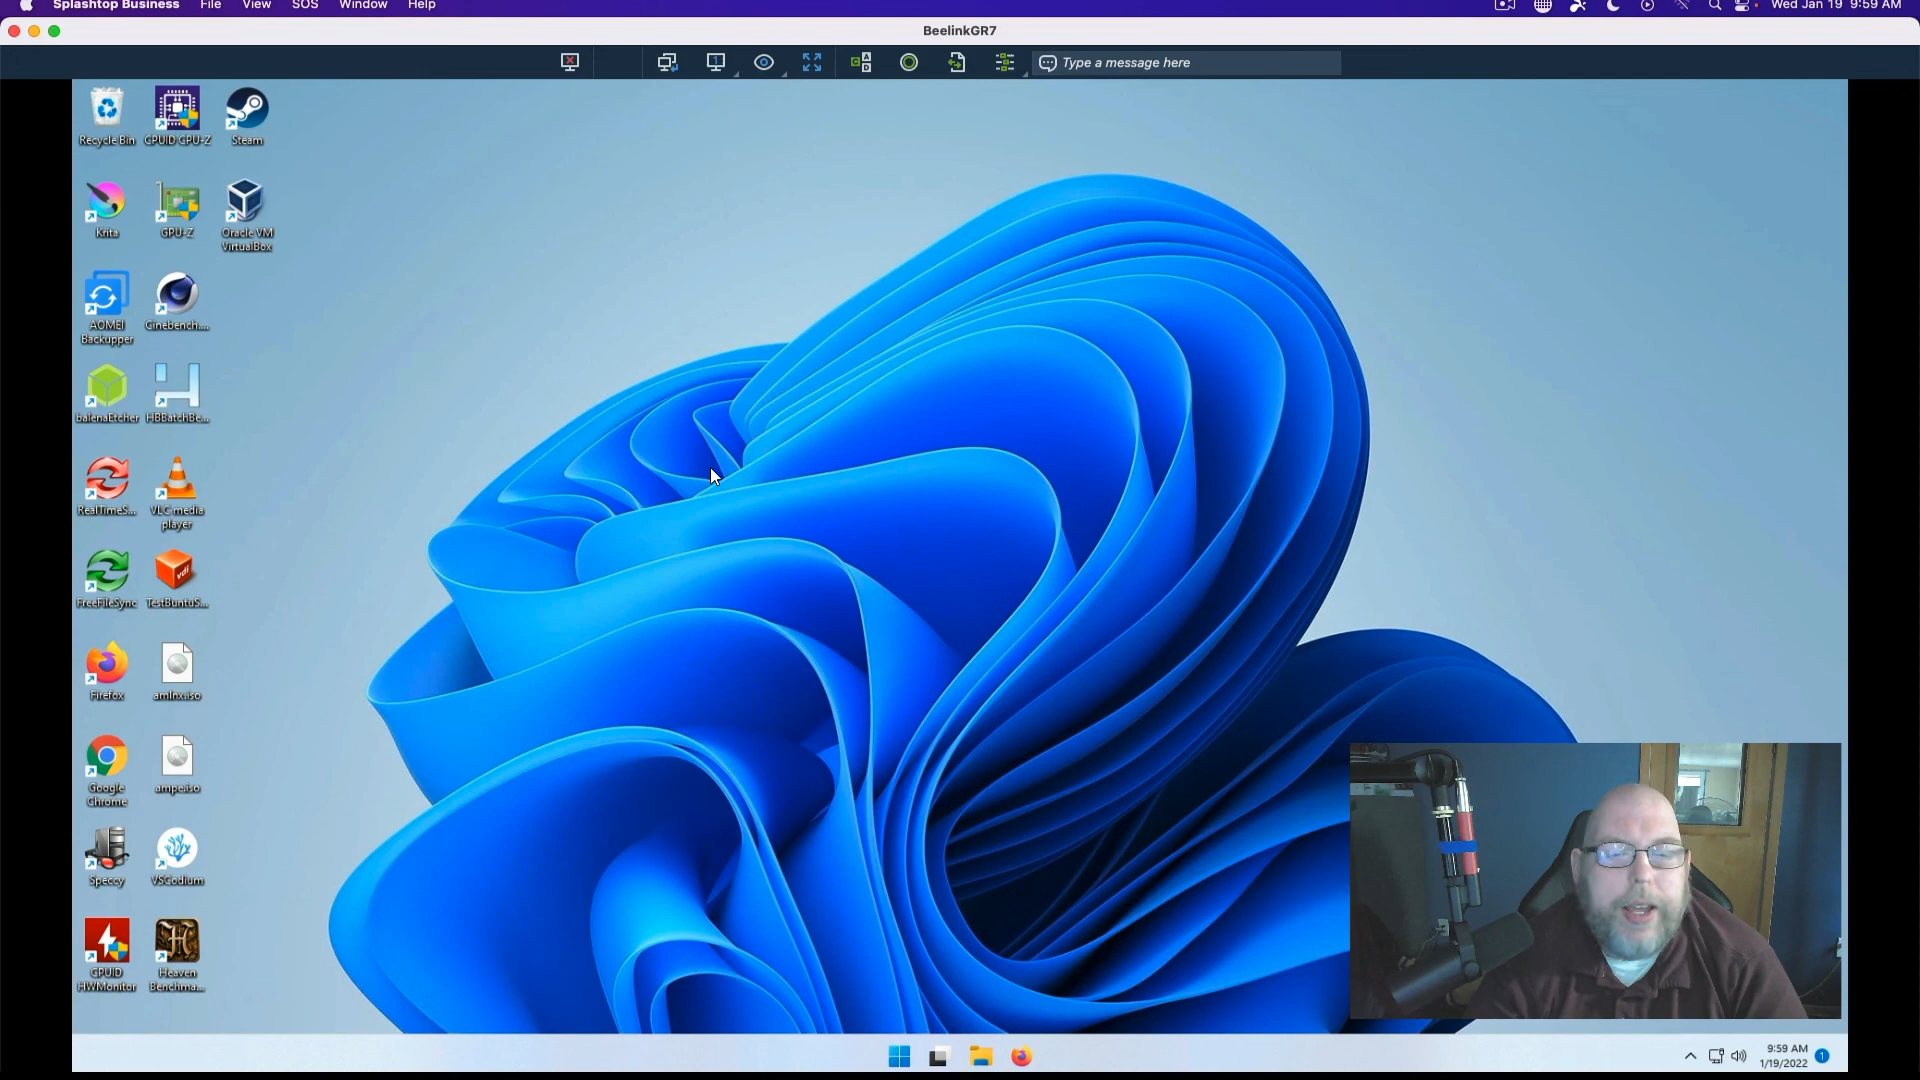 Splashtop Business File View SOS Window Help Wed Jan 19 9:59 AM
BeelinkGR7
Type a message here
Recycle Bin CPUID CPU-Z Steam
Krita GPU-Z Oracle VM
VirtualBox
AOMEI Cinebench....
Backupper
balenaEtcher HBBatchBe...
RealTimeS... VLC media
player
FreeFileSync TestBuntuS...
vdi
Firefox amlnx.iso
Google ampe.iso
Chrome
Speccy VSCodium
CPUID Heaven
HWMonitor Benchma...
9:59 AM
1/19/2022 1